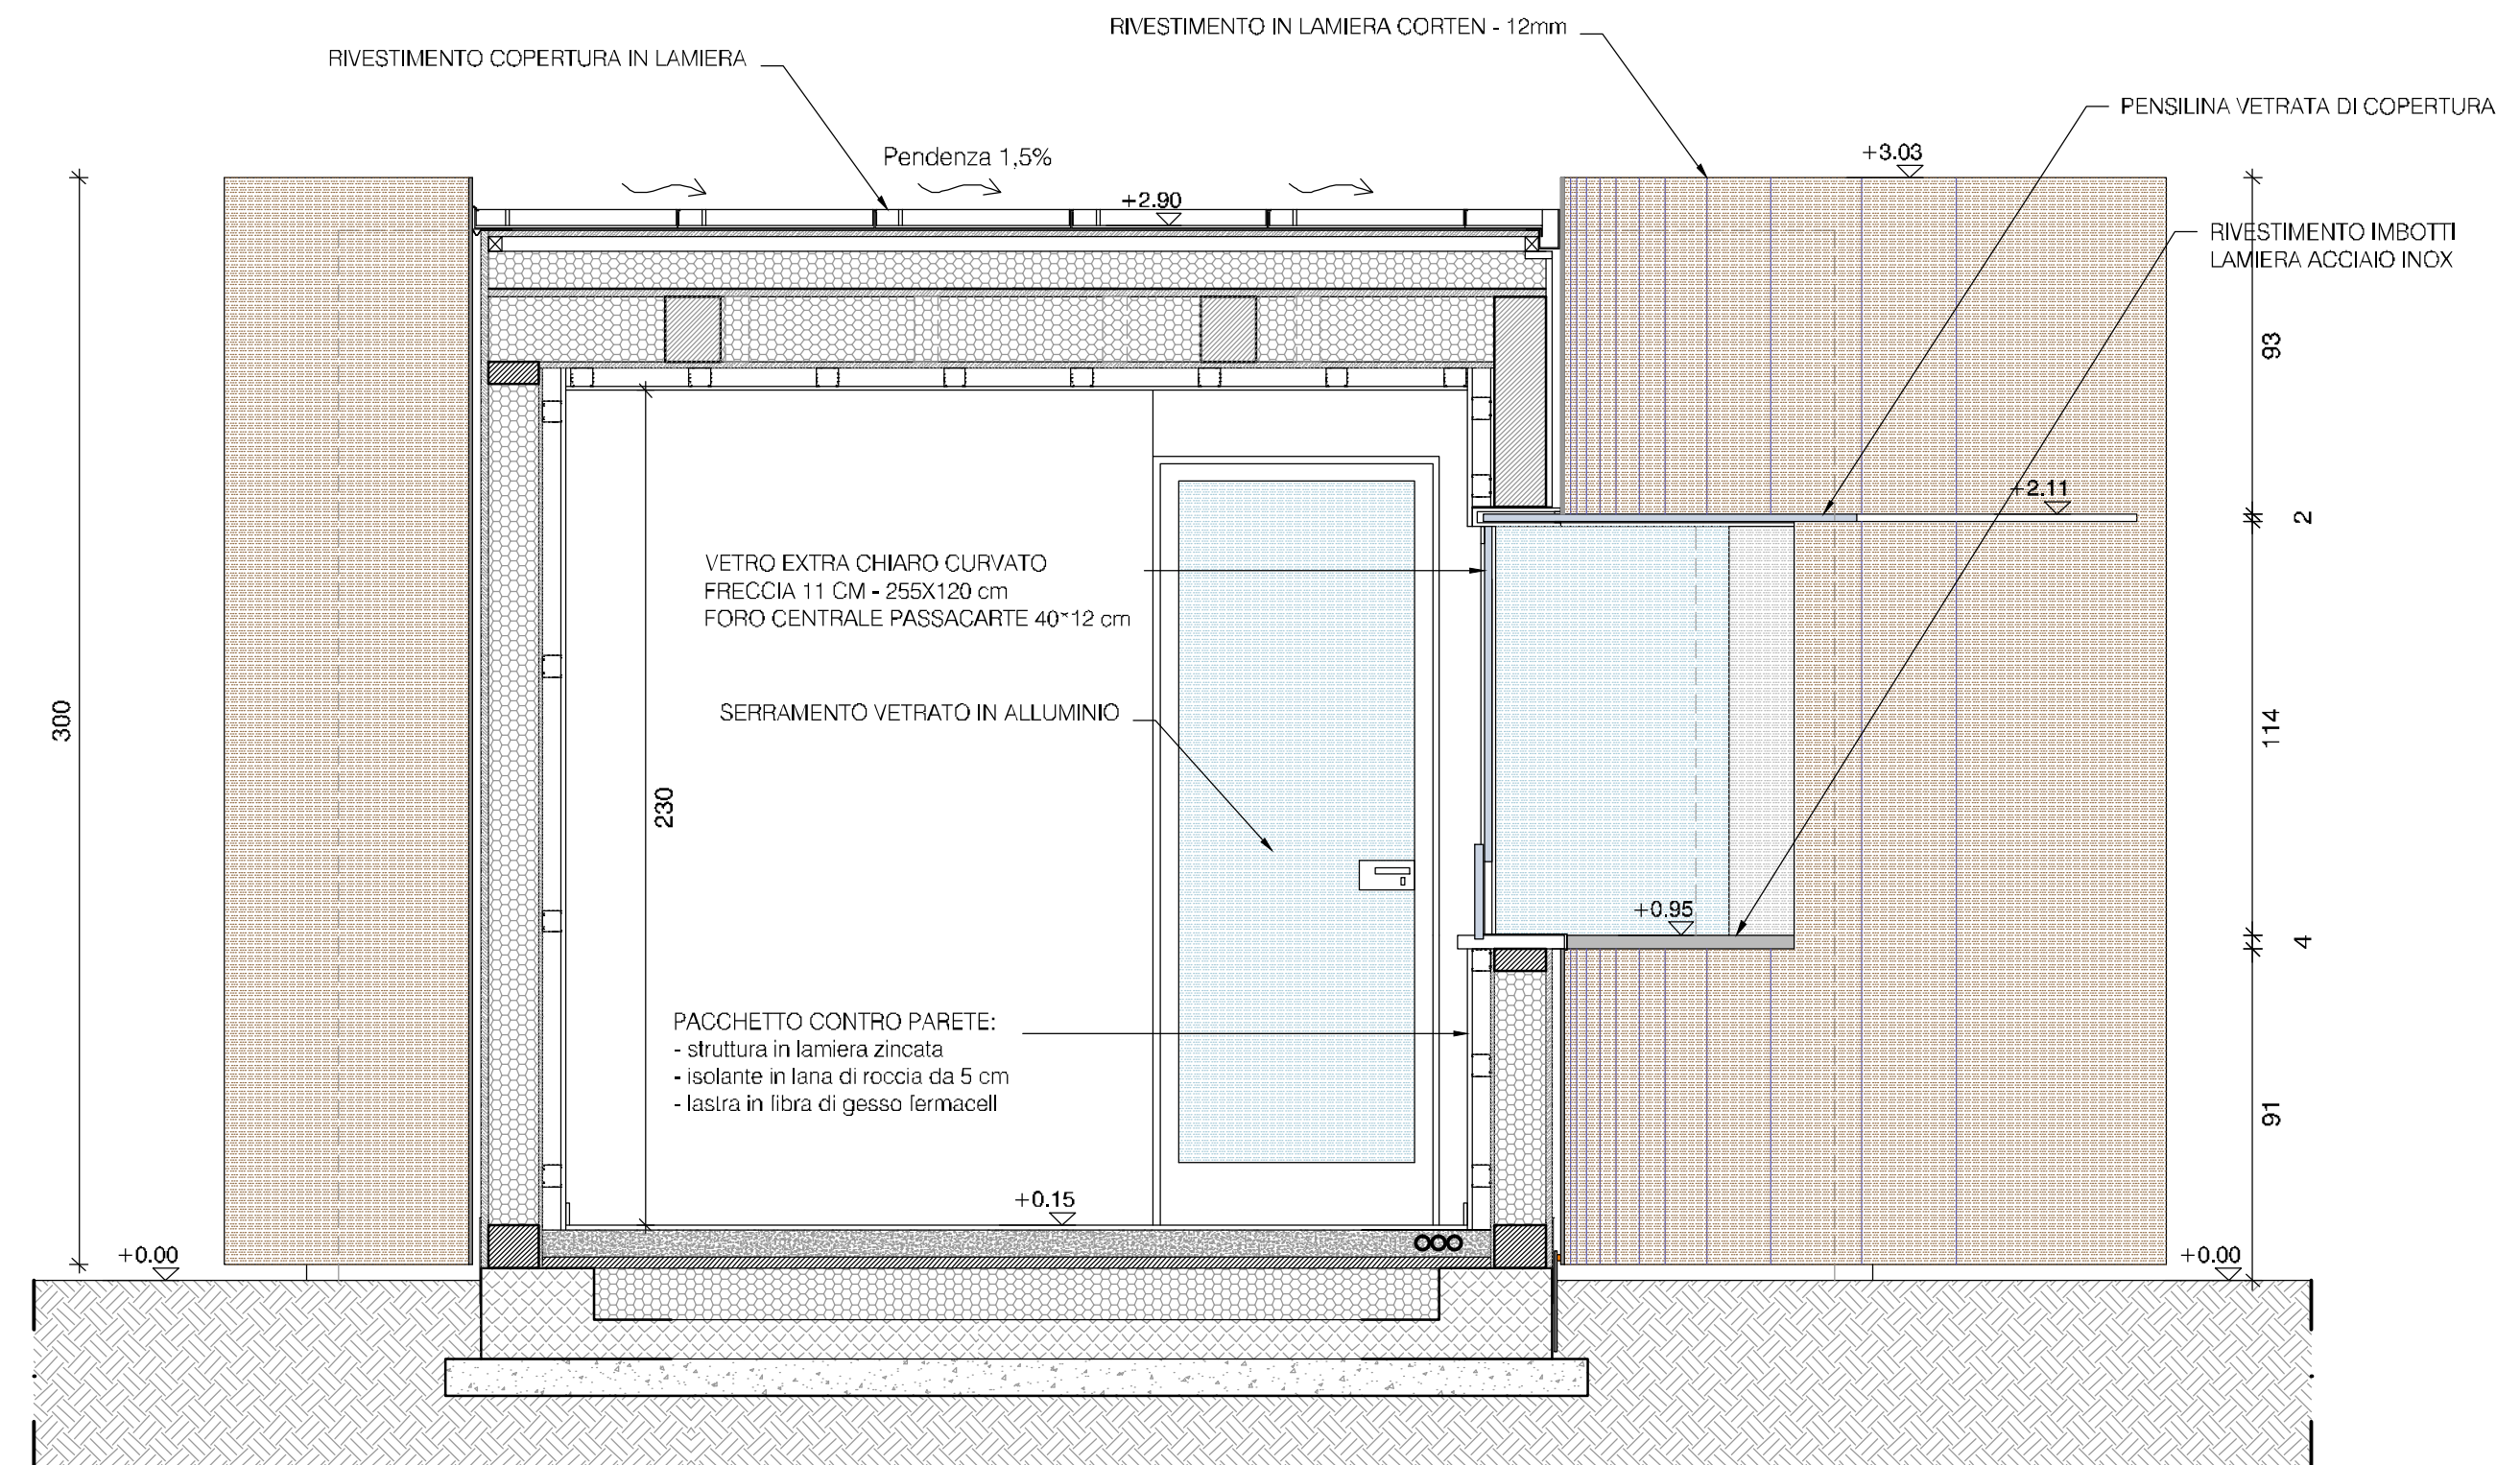 RIVESTIMENTO IN LAMIERA CORTEN - 12mm
RIVESTIMENTO COPERTURA IN LAMIERA
PENSILINA VETRATA DI COPERTURA
Pendenza 1,5%
+3.03
+2.90
RIVESTIMENTO IMBOTTI
LAMIERA ACCIAIO INOX
93
+2.11
2
VETRO EXTRA CHIARO CURVATO
FRECCIA 11 CM - 255X120 cm
FORO CENTRALE PASSACARTE 40*12 cm
300
SERRAMENTO VETRATO IN ALLUMINIO
114
230
+0.95
4
PACCHETTO CONTRO PARETE:
- struttura in lamiera zincata
- isolante in lana di roccia da 5 cm
- lastra in fibra di gesso fermacell
91
+0.15
+0.00
+0.00